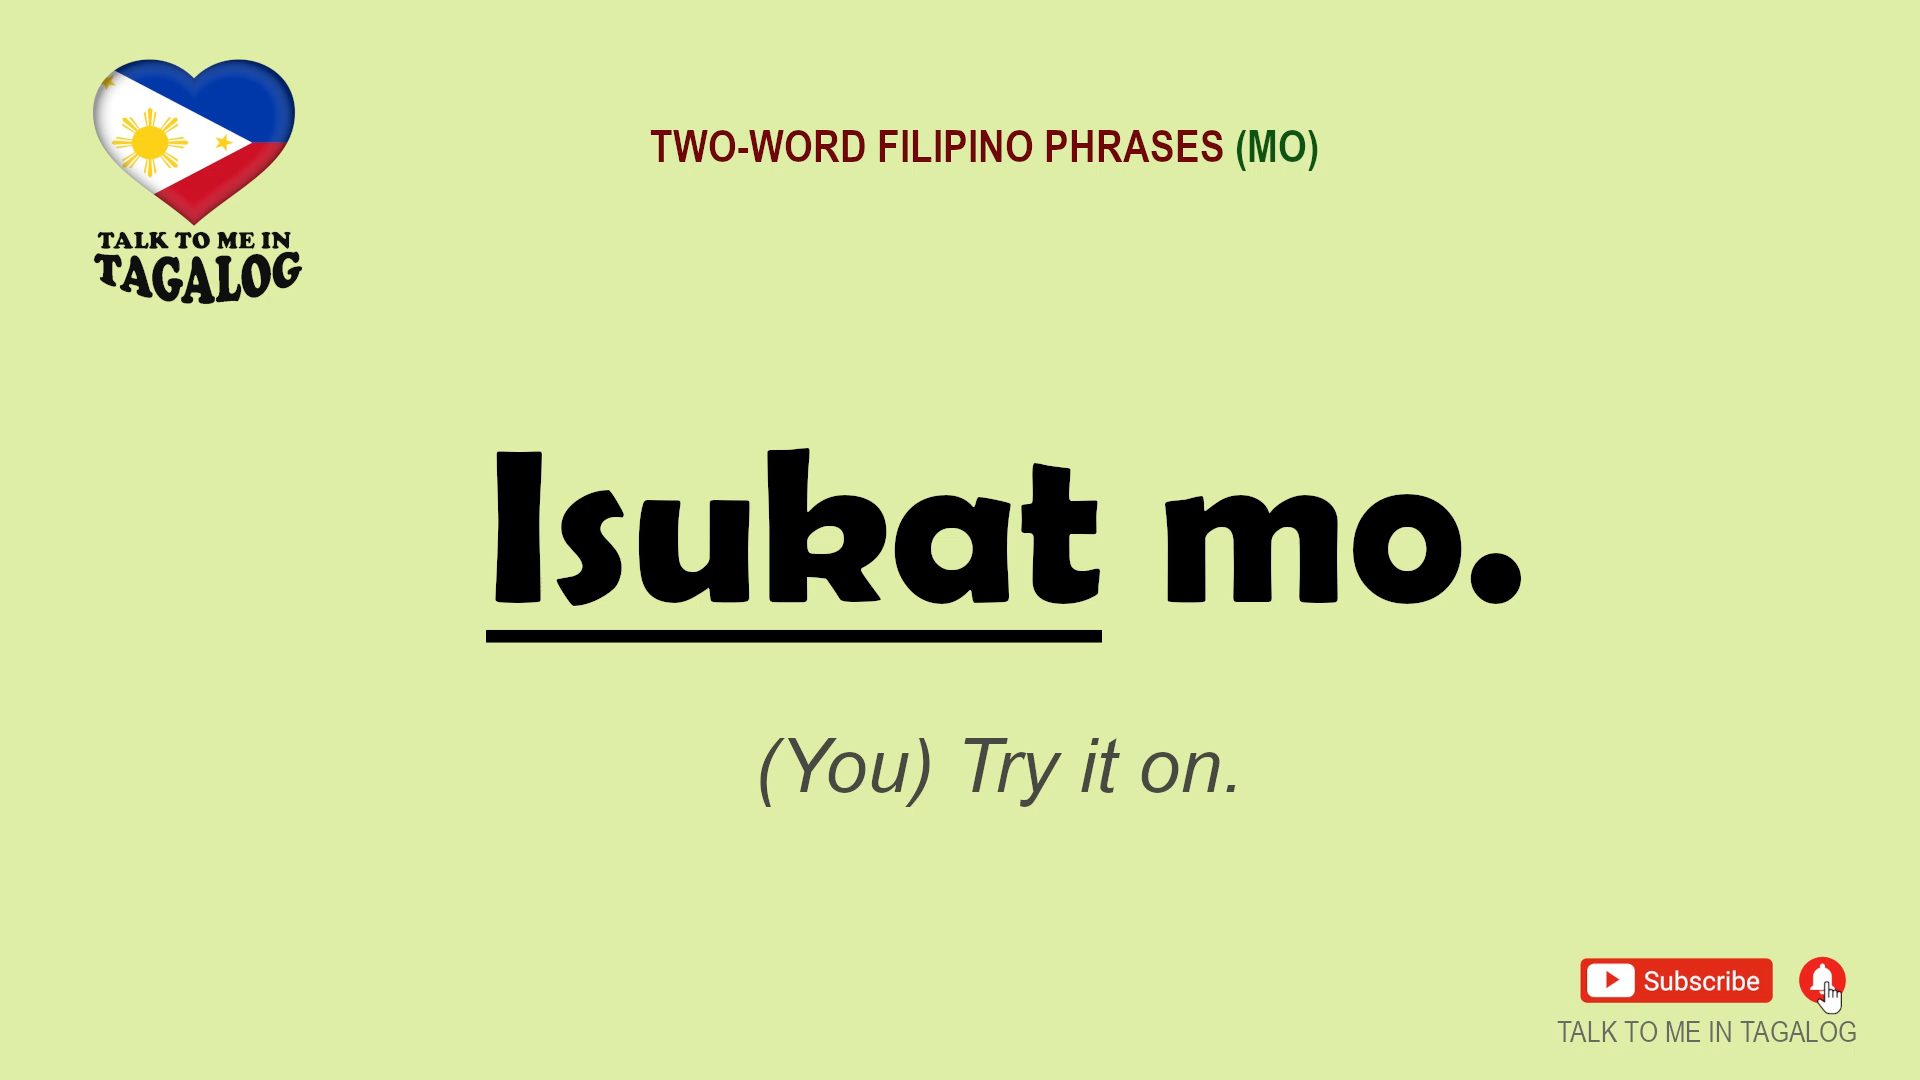 TALK TO ME IN
TAGALOG
TWO-WORD FILIPINO PHRASES (MO)
Isukat mo.
(You) Try it on.
Subscribe
TALK TO ME IN TAGALOG